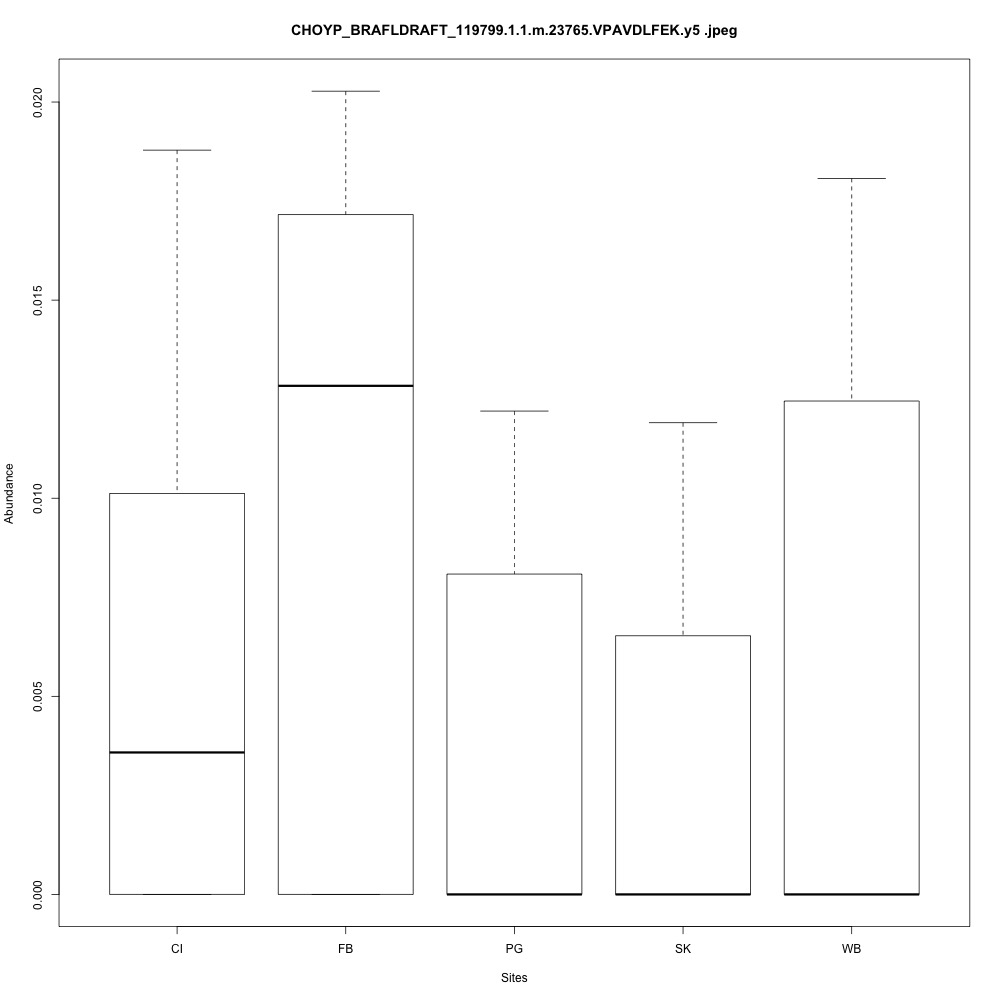 CHOYP_BRAFLDRAFT_119799.1.1.m.23765.VPAVDLFEK.y5 .jpeg
0.020
0.015
0.010
0.005
0.000
Abundance
CI FB PG SK WB
Sites